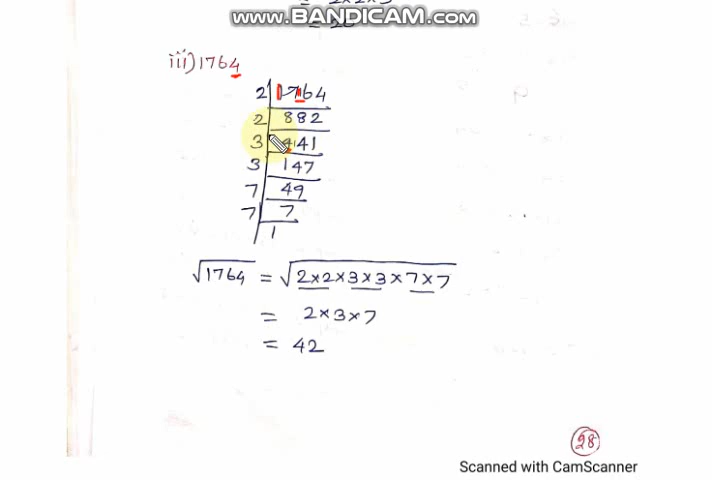 WWW.BANDICAM.COM
iii) 1764
2 | 1764
2 | 882
3 | 441
3 | 147
7 | 49
7 | 7
1
√1764 = √2×2×3×3×7×7
= 2×3×7
= 42
28
Scanned with CamScanner